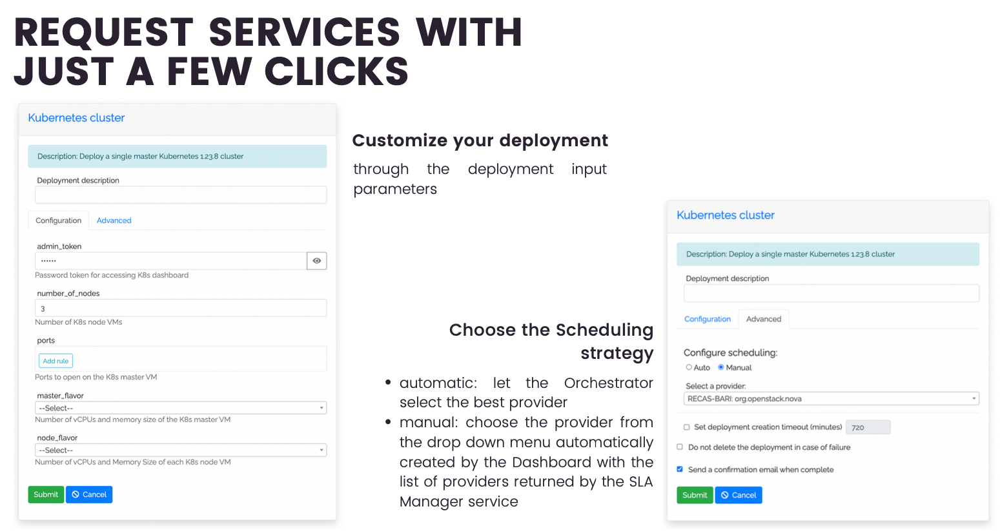 REQUEST SERVICES WITH
JUST A FEW CLICKS
Kubernetes cluster
Description: Deploy a single master Kubernetes 1.23.8 cluster
Deployment description
Configuration
Advanced
admin_token
••••••
Password token for accessing K8s dashboard
number_of_nodes
3
Number of K8s node VMs
ports
Add rule
Ports to open on the K8s master VM
master_flavor
--Select--
Number of vCPUs and memory size of the K8s master VM
node_flavor
--Select--
Number of vCPUs and Memory Size of each K8s node VM
Submit
Cancel
Customize your deployment
through the deployment input
parameters
Choose the Scheduling
strategy
• automatic: let the Orchestrator
select the best provider
• manual: choose the provider from
the drop down menu automatically
created by the Dashboard with the
list of providers returned by the SLA
Manager service
Kubernetes cluster
Description: Deploy a single master Kubernetes 1.23.8 cluster
Deployment description
Configuration
Advanced
Configure scheduling:
Auto
Manual
Select a provider:
RECAS-BARI: org.openstack.nova
Set deployment creation timeout (minutes)
720
Do not delete the deployment in case of failure
Send a confirmation email when complete
Submit
Cancel